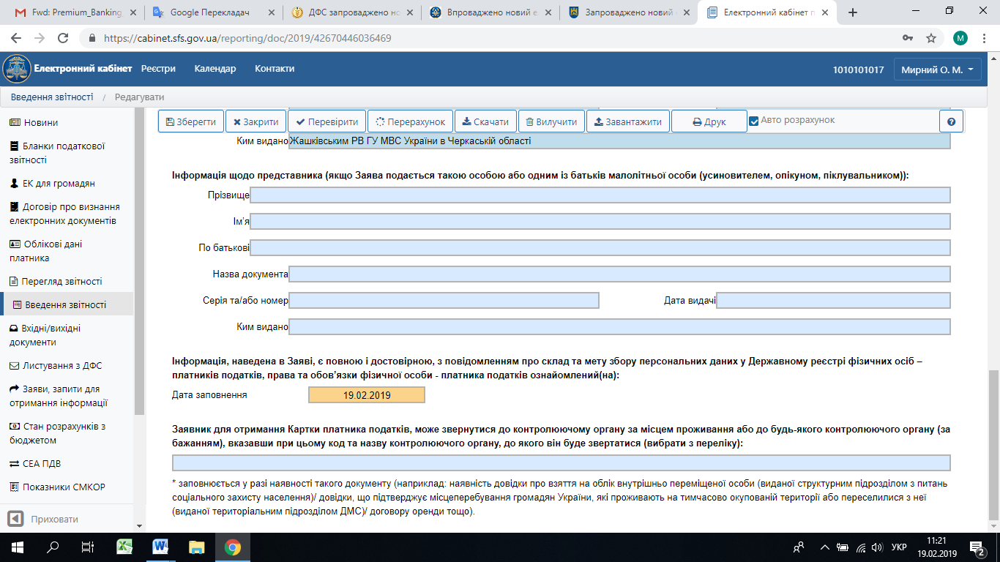 Fwd: Premium_Banking
Google Перекладач
ДФС запроваджено но
Впроваджено новий е
Запроваджено новий
Електронний кабінет п
https://cabinet.sfs.gov.ua/reporting/doc/2019/42670446036469
M
Електронний кабінет Реєстри Календар Контакти
1010101017 Мирний О. М.
Введення звітності / Редагувати
Зберегти Закрити Перевірити Перерахунок Скачати Вилучити Завантажити Друк Авто розрахунок ?
Новини
Бланки податкової
звітності
ЕК для громадян
Договір про визнання
електронних документів
Облікові дані
платника
Перегляд звітності
Введення звітності
Вхідні/вихідні
документи
Листування з ДФС
Заяви, запити для
отримання інформації
Стан розрахунків з
бюджетом
СЕА ПДВ
Показники СМКОР
Приховати
Ким видано Жашківським РВ ГУ МВС України в Черкаській області
Інформація щодо представника (якщо Заява подається такою особою або одним із батьків малолітньої особи (усиновителем, опікуном, піклувальником)):
Прізвище
Ім’я
По батькові
Назва документа
Серія та/або номер Дата видачі
Ким видано
Інформація, наведена в Заяві, є повною і достовірною, з повідомленням про склад та мету збору персональних даних у Державному реєстрі фізичних осіб –
платників податків, права та обов’язки фізичної особи - платника податків ознайомлений(на):
Дата заповнення 19.02.2019
Заявник для отримання Картки платника податків, може звернутися до контролюючому органу за місцем проживання або до будь-якого контролюючого органу (за
бажанням), вказавши при цьому код та назву контролюючого органу, до якого він буде звертатися (вибрати з переліку):
* заповнюється у разі наявності такого документу (наприклад: наявність довідки про взяття на облік внутрішньо переміщеної особи (виданої структурним підрозділом з питань
соціального захисту населення)/ довідки, що підтверджує місцеперебування громадян України, які проживають на тимчасово окупованій території або переселилися з неї
(виданої територіальним підрозділом ДМС)/ договору оренди тощо).
УКР
11:21
19.02.2019
2